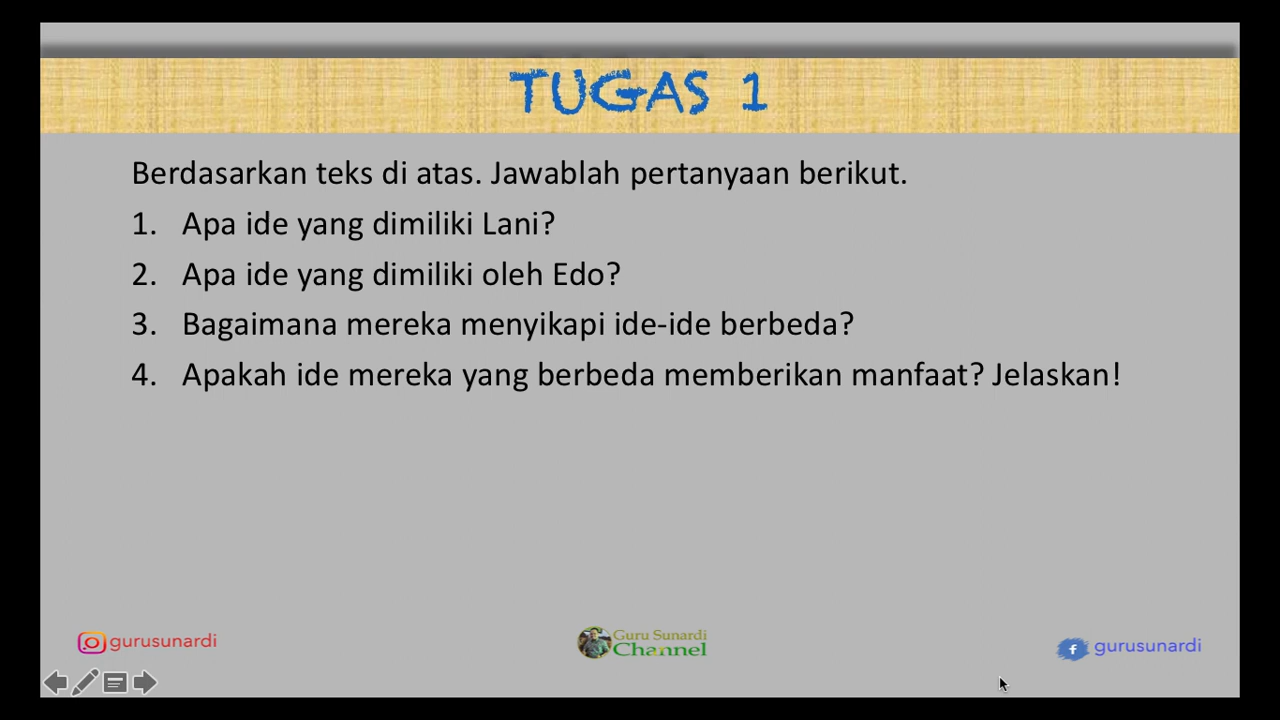 TUGAS 1
Berdasarkan teks di atas. Jawablah pertanyaan berikut.
1. Apa ide yang dimiliki Lani?
2. Apa ide yang dimiliki oleh Edo?
3. Bagaimana mereka menyikapi ide-ide berbeda?
4. Apakah ide mereka yang berbeda memberikan manfaat? Jelaskan!
gurusunardi
Guru Sunardi
Channel
f gurusunardi